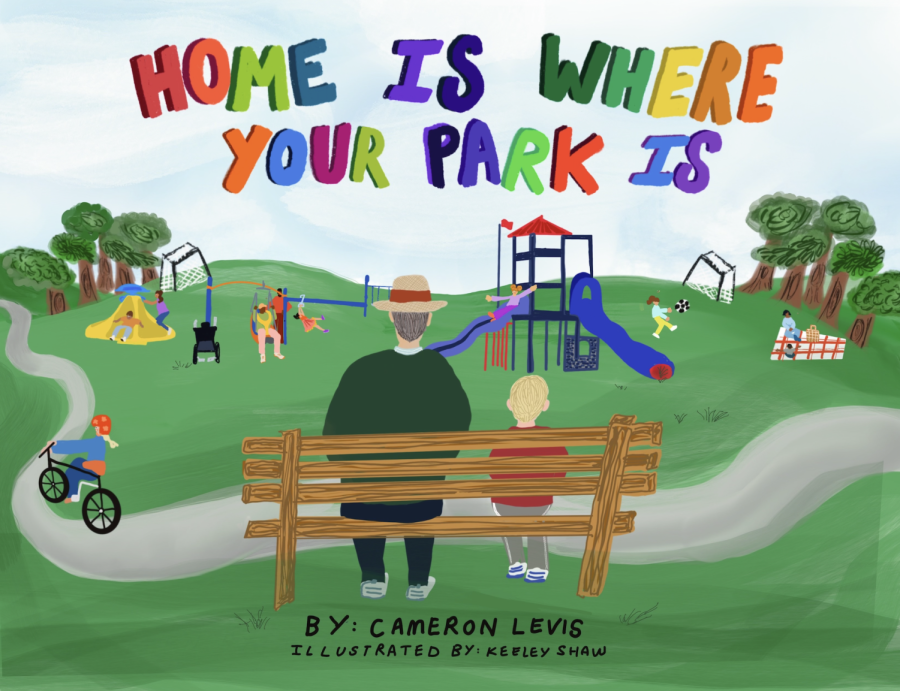 HOME IS WHERE
YOUR PARK IS
BY: CAMERON LEVIS
ILLUSTRATED BY: KEELEY SHAW